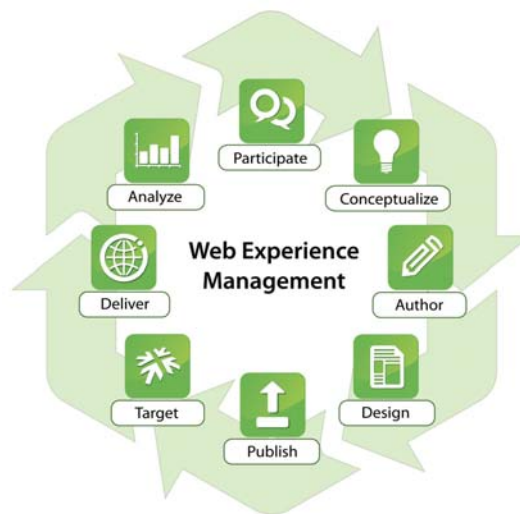 Participate
Conceptualize
Analyze
Web Experience
Management
Author
Deliver
Design
Target
Publish